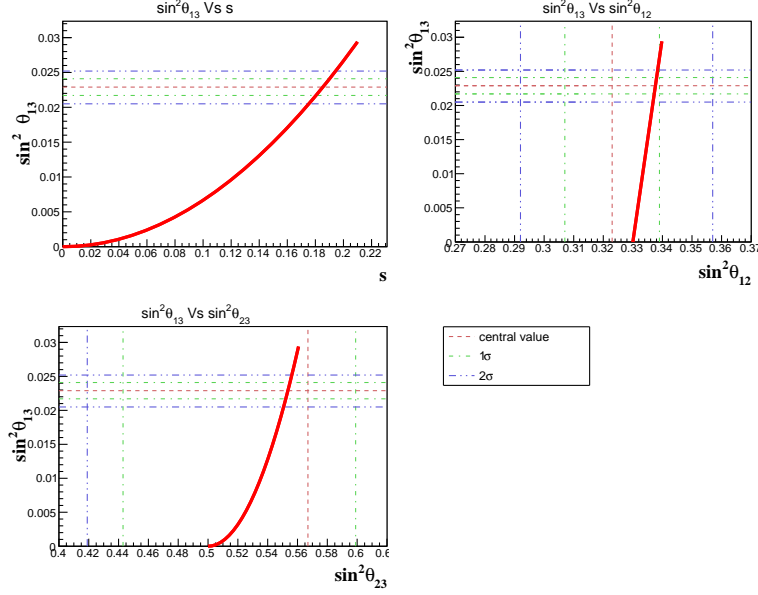 sin²θ₁₃ Vs s
sin² θ₁₃
0.03
0.025
0.02
0.015
0.01
0.005
0
0 0.02 0.04 0.06 0.08 0.1 0.12 0.14 0.16 0.18 0.2 0.22
s
sin²θ₁₃ Vs sin²θ₁₂
sin²θ₁₃
0.03
0.025
0.02
0.015
0.01
0.005
0
0.27 0.28 0.29 0.3 0.31 0.32 0.33 0.34 0.35 0.36 0.37
sin²θ₁₂
sin²θ₁₃ Vs sin²θ₂₃
sin²θ₁₃
0.03
0.025
0.02
0.015
0.01
0.005
0
0.4 0.42 0.44 0.46 0.48 0.5 0.52 0.54 0.56 0.58 0.6 0.6
sin²θ₂₃
central value
1σ
2σ